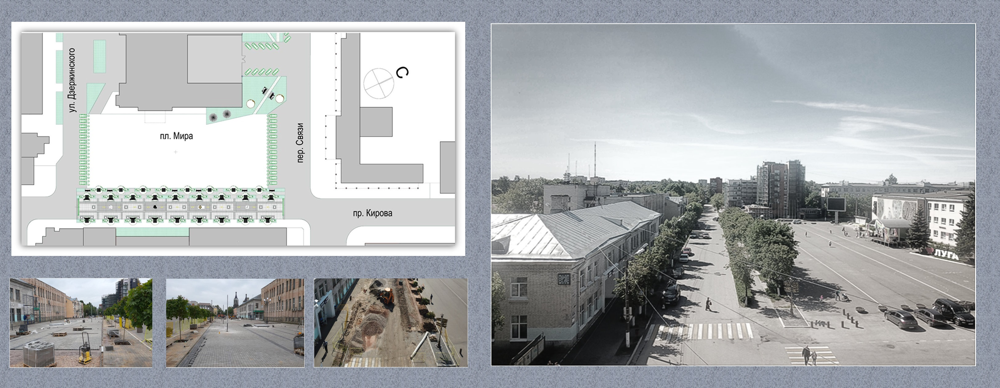 ул. Дзержинского
С
пл. Мира
пер. Связи
пр. Кирова
ЛУГА